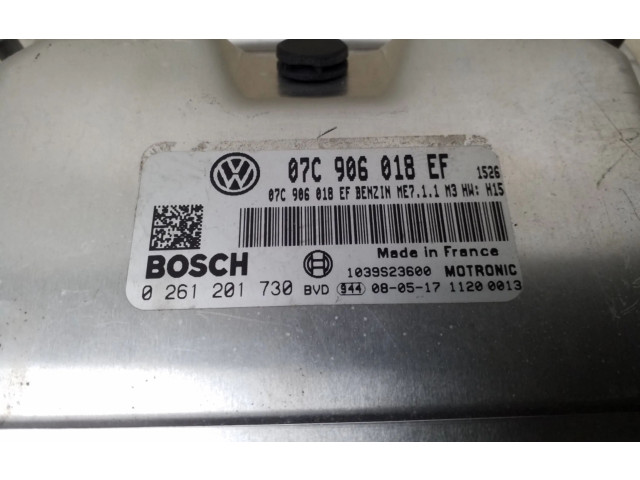 07C 906 018 EF 1526
07C 906 018 EF BENZIN ME7.1.1 M3 HW: H15
Made in France
BOSCH 1039S23600 MOTRONIC
0 261 201 730 BVD 944 08-05-17 1120 0013